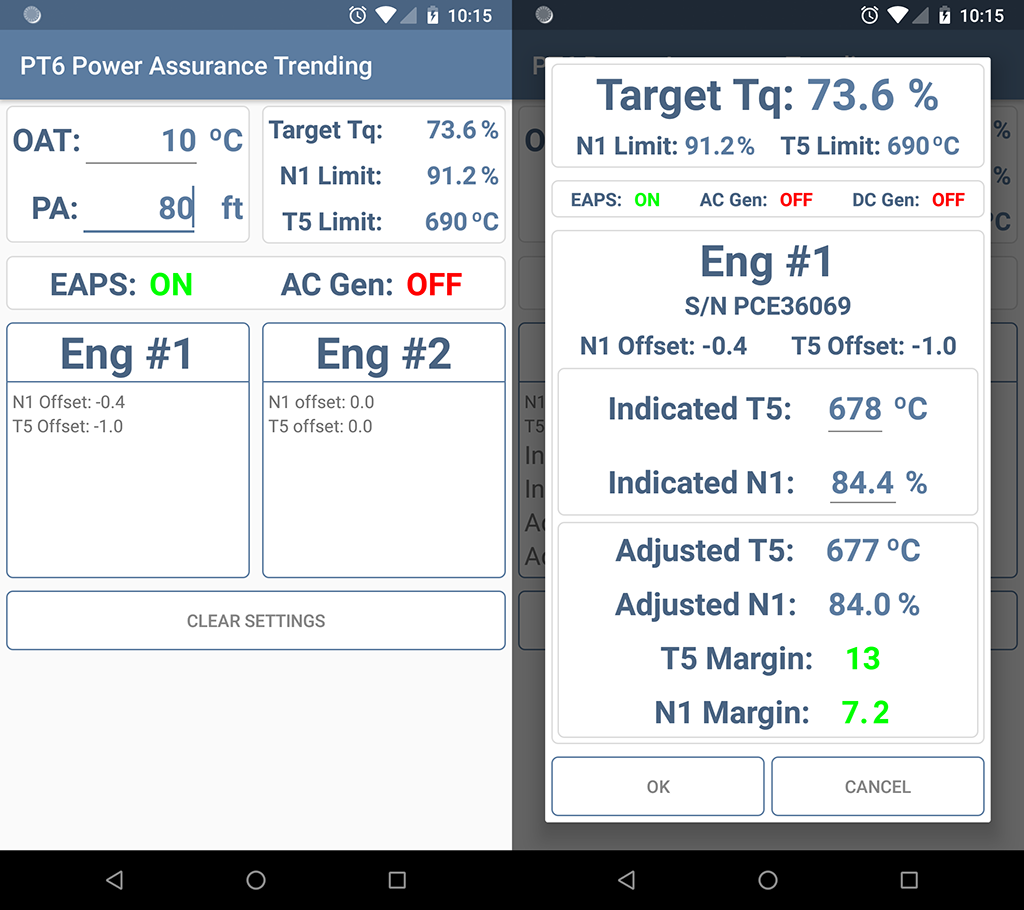 10:15
PT6 Power Assurance Trending
OAT: 10 ºC
PA: 80 ft
Target Tq: 73.6 %
N1 Limit: 91.2 %
T5 Limit: 690 ºC
EAPS: ON AC Gen: OFF
Eng #1
N1 Offset: -0.4
T5 Offset: -1.0
Eng #2
N1 offset: 0.0
T5 offset: 0.0
CLEAR SETTINGS
10:15
Target Tq: 73.6 %
N1 Limit: 91.2 % T5 Limit: 690 ºC
EAPS: ON AC Gen: OFF DC Gen: OFF
Eng #1
S/N PCE36069
N1 Offset: -0.4 T5 Offset: -1.0
Indicated T5: 678 ºC
Indicated N1: 84.4 %
Adjusted T5: 677 ºC
Adjusted N1: 84.0 %
T5 Margin: 13
N1 Margin: 7.2
OK CANCEL